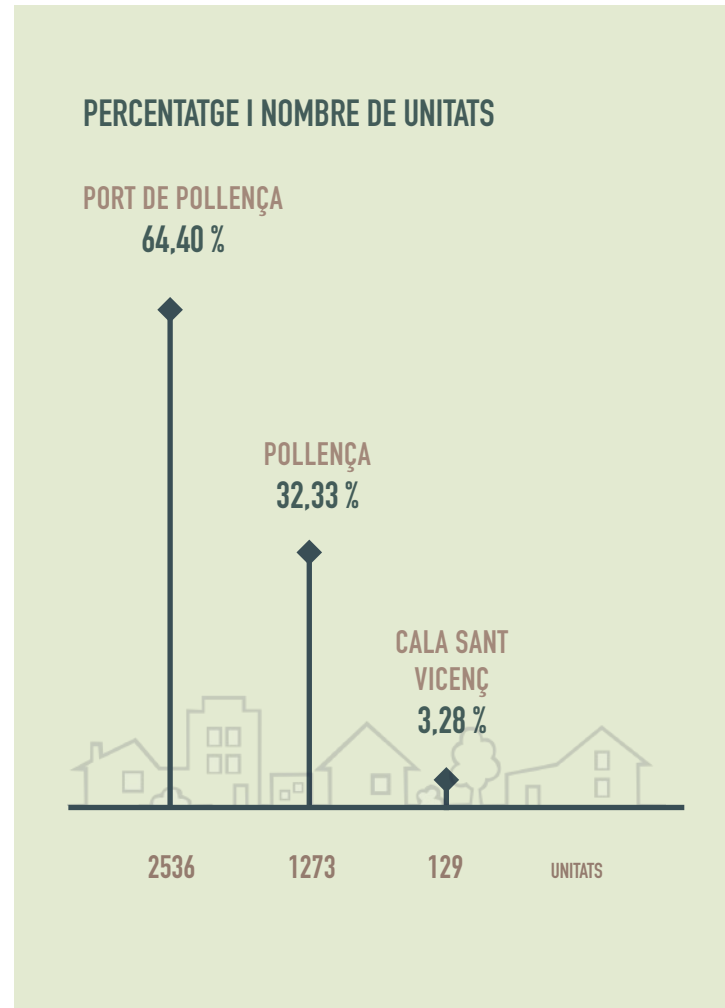 PERCENTATGE I NOMBRE DE UNITATS
PORT DE POLLENÇA
64,40 %
POLLENÇA
32,33 %
CALA SANT
VICENÇ
3,28 %
2536 1273 129 UNITATS